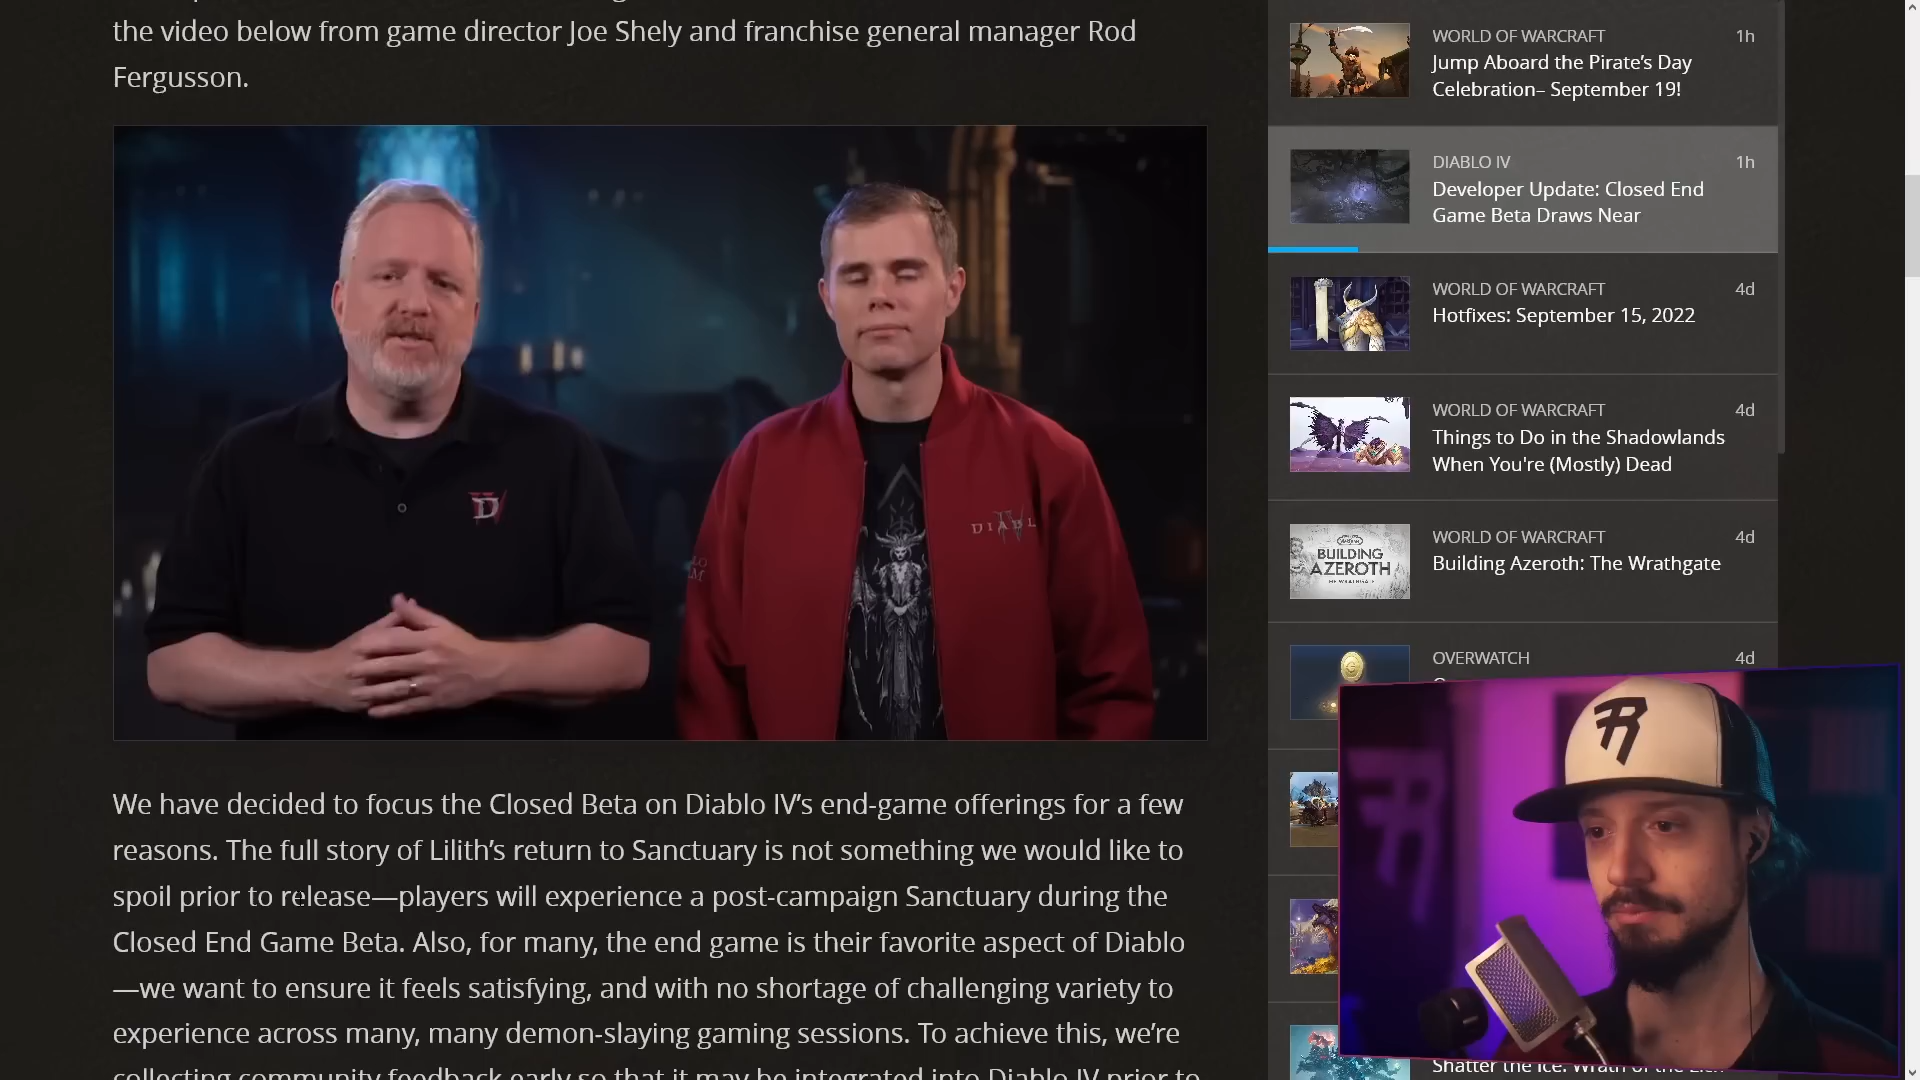 the video below from game director Joe Shely and franchise general manager Rod
Fergusson.
D IV
DIABL
IV
We have decided to focus the Closed Beta on Diablo IV’s end-game offerings for a few
reasons. The full story of Lilith’s return to Sanctuary is not something we would like to
spoil prior to release—players will experience a post-campaign Sanctuary during the
Closed End Game Beta. Also, for many, the end game is their favorite aspect of Diablo
—we want to ensure it feels satisfying, and with no shortage of challenging variety to
experience across many, many demon-slaying gaming sessions. To achieve this, we’re
collecting community feedback early so that it may be integrated into Diablo IV prior to
WORLD OF WARCRAFT 1h
Jump Aboard the Pirate’s Day
Celebration– September 19!
DIABLO IV 1h
Developer Update: Closed End
Game Beta Draws Near
WORLD OF WARCRAFT 4d
Hotfixes: September 15, 2022
WORLD OF WARCRAFT 4d
Things to Do in the Shadowlands
When You're (Mostly) Dead
BUILDING
AZEROTH
THE WRATHGATE
WORLD OF WARCRAFT 4d
Building Azeroth: The Wrathgate
OVERWATCH 4d
R
Shatter the Ice: Wrath of the Lich